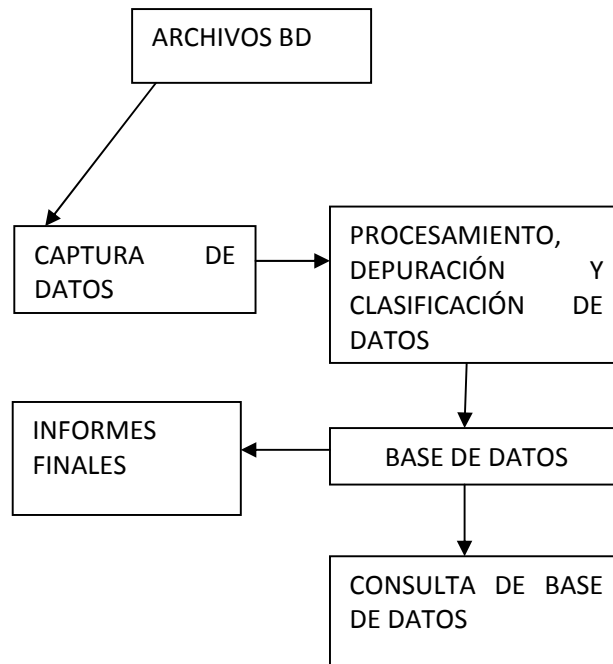 ARCHIVOS BD
CAPTURA DE
DATOS
PROCESAMIENTO,
DEPURACIÓN Y
CLASIFICACIÓN DE
DATOS
INFORMES
FINALES
BASE DE DATOS
CONSULTA DE BASE
DE DATOS